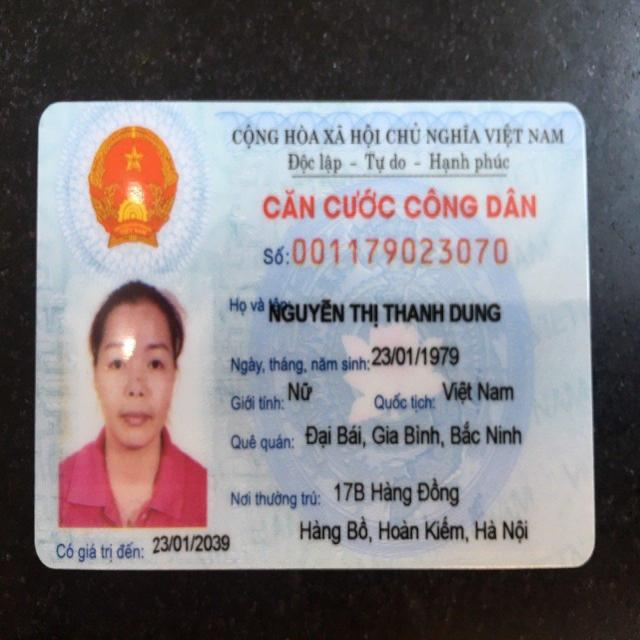 CỘNG HÒA XÃ HỘI CHỦ NGHĨA VIỆT NAM
Độc lập - Tự do - Hạnh phúc
CĂN CƯỚC CÔNG DÂN
Số: 001179023070
Họ và tên: NGUYỄN THỊ THANH DUNG
Ngày, tháng, năm sinh: 23/01/1979
Giới tính: Nữ Quốc tịch: Việt Nam
Quê quán: Đại Bái, Gia Bình, Bắc Ninh
Nơi thường trú: 17B Hàng Đồng
Hàng Bồ, Hoàn Kiếm, Hà Nội
Có giá trị đến: 23/01/2039